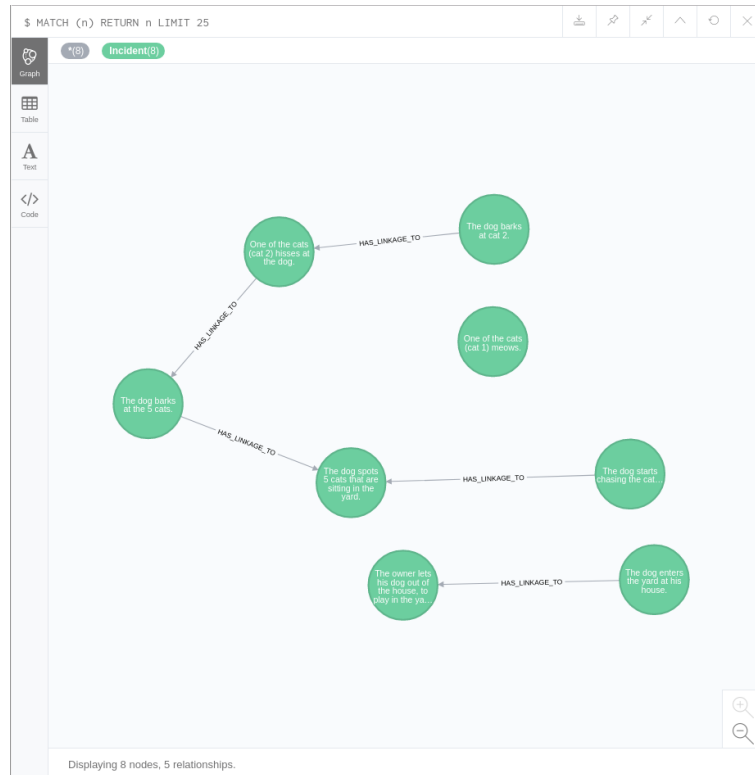 $ MATCH (n) RETURN n LIMIT 25
*(8) Incident(8)
Graph
Table
A
Text
</>
Code
The dog barks
at cat 2.
HAS_LINKAGE_TO
One of the cats
(cat 2) hisses at
the dog.
HAS_LINKAGE_TO
One of the cats
(cat 1) meows.
The dog barks
at the 5 cats.
HAS_LINKAGE_TO
The dog spots
5 cats that are
sitting in the
yard.
HAS_LINKAGE_TO
The dog starts
chasing the cat...
The owner lets
his dog out of
the house, to
play in the ya...
HAS_LINKAGE_TO
The dog enters
the yard at his
house.
Displaying 8 nodes, 5 relationships.